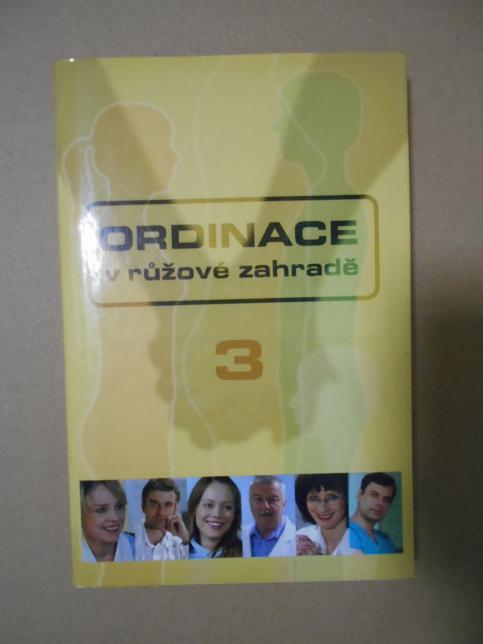 ORDINACE
v růžové zahradě
3